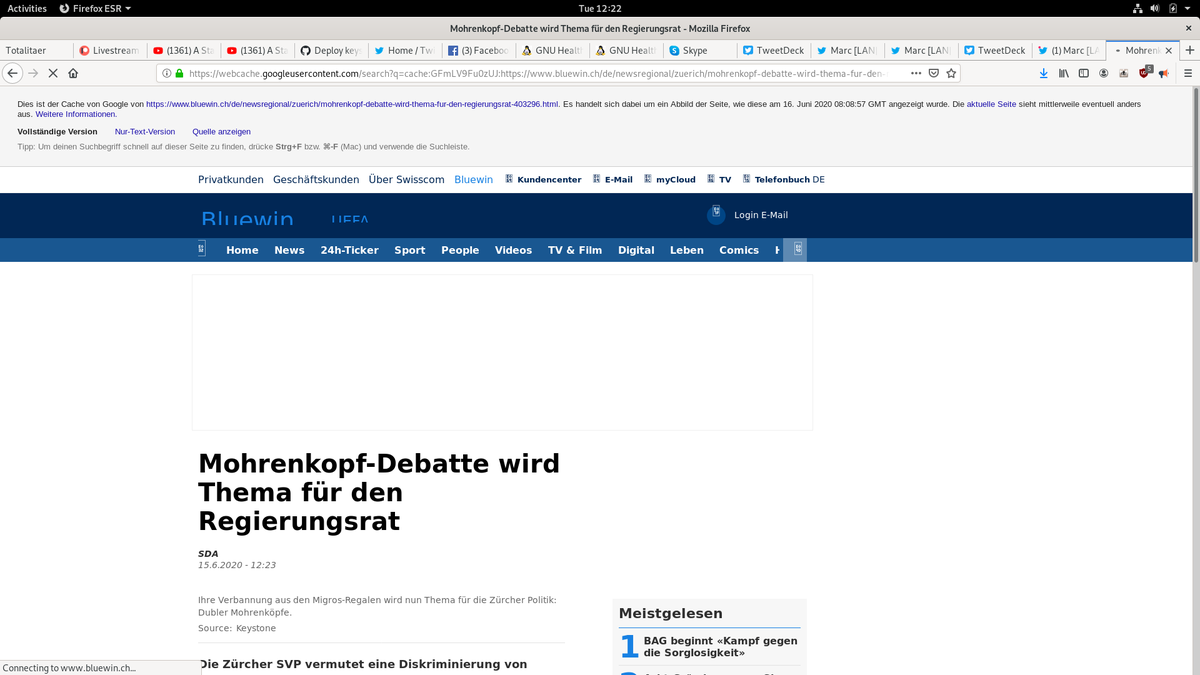 Activities Firefox ESR Tue 12:22
Mohrenkopf-Debatte wird Thema für den Regierungsrat - Mozilla Firefox
Totalitaer Livestream (1361) A Sta (1361) A Sta Deploy key Home / Twi (3) Faceboo GNU Healt GNU Healt Skype TweetDeck Marc [LAN] Marc [LAN] TweetDeck (1) Marc [LA Mohrenk
https://webcache.googleusercontent.com/search?q=cache:GFmLV9Fu0zUJ:https://www.bluewin.ch/de/newsregional/zuerich/mohrenkopf-debatte-wird-thema-fur-den-
Dies ist der Cache von Google von https://www.bluewin.ch/de/newsregional/zuerich/mohrenkopf-debatte-wird-thema-fur-den-regierungsrat-403296.html. Es handelt sich dabei um ein Abbild der Seite, wie diese am 16. Juni 2020 08:08:57 GMT angezeigt wurde. Die aktuelle Seite sieht mittlerweile eventuell anders
aus. Weitere Informationen.
Vollständige Version Nur-Text-Version Quelle anzeigen
Tipp: Um deinen Suchbegriff schnell auf dieser Seite zu finden, drücke Strg+F bzw. ⌘-F (Mac) und verwende die Suchleiste.
Privatkunden Geschäftskunden Über Swisscom Bluewin Kundencenter E-Mail myCloud TV Telefonbuch DE
Bluewin UEFA Login E-Mail
Home News 24h-Ticker Sport People Videos TV & Film Digital Leben Comics
Mohrenkopf-Debatte wird
Thema für den
Regierungsrat
SDA
15.6.2020 - 12:23
Ihre Verbannung aus den Migros-Regalen wird nun Thema für die Zürcher Politik:
Dubler Mohrenköpfe.
Source: Keystone
Meistgelesen
1 BAG beginnt «Kampf gegen
die Sorglosigkeit»
Die Zürcher SVP vermutet eine Diskriminierung von
Connecting to www.bluewin.ch...